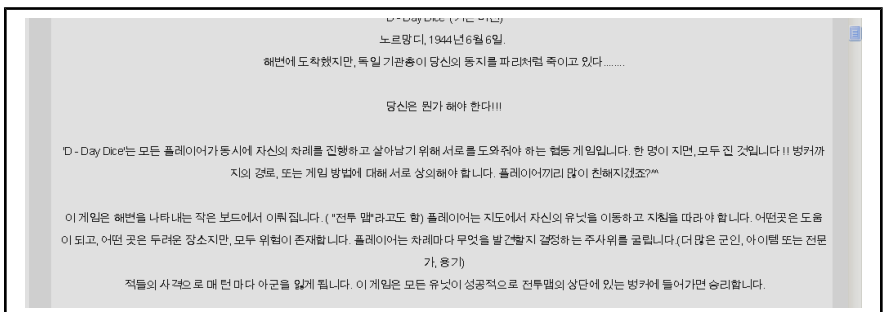 노르망디, 1944년 6월 6일.
해변에 도착했지만, 독일 기관총이 당신의 동지를 파리처럼 죽이고 있다........
당신은 뭔가 해야 한다!!!
'D - Day Dice'는 모든 플레이어가 동시에 자신의 차례를 진행하고 살아남기 위해 서로를 도와줘야 하는 협동 게임입니다. 한 명이 지면, 모두 진 것입니다 !! 벙커까
지의 경로, 또는 게임 방법에 대해 서로 상의해야 합니다. 플레이어끼리 많이 친해지겠죠?^^
이 게임은 해변을 나타내는 작은 보드에서 이뤄집니다. ( "전투 맵"라고도 함) 플레이어는 지도에서 자신의 유닛을 이동하고 지침을 따라야 합니다. 어떤곳은 도움
이 되고, 어떤 곳은 두려운 장소지만, 모두 위험이 존재합니다. 플레이어는 차례마다 무엇을 발견할지 결정하는 주사위를 굴립니다.(더 많은 군인, 아이템 또는 전문
가, 용기)
적들의 사격으로 매 턴마다 아군을 잃게 됩니다. 이 게임은 모든 유닛이 성공적으로 전투맵의 상단에 있는 벙커에 들어가면 승리합니다.